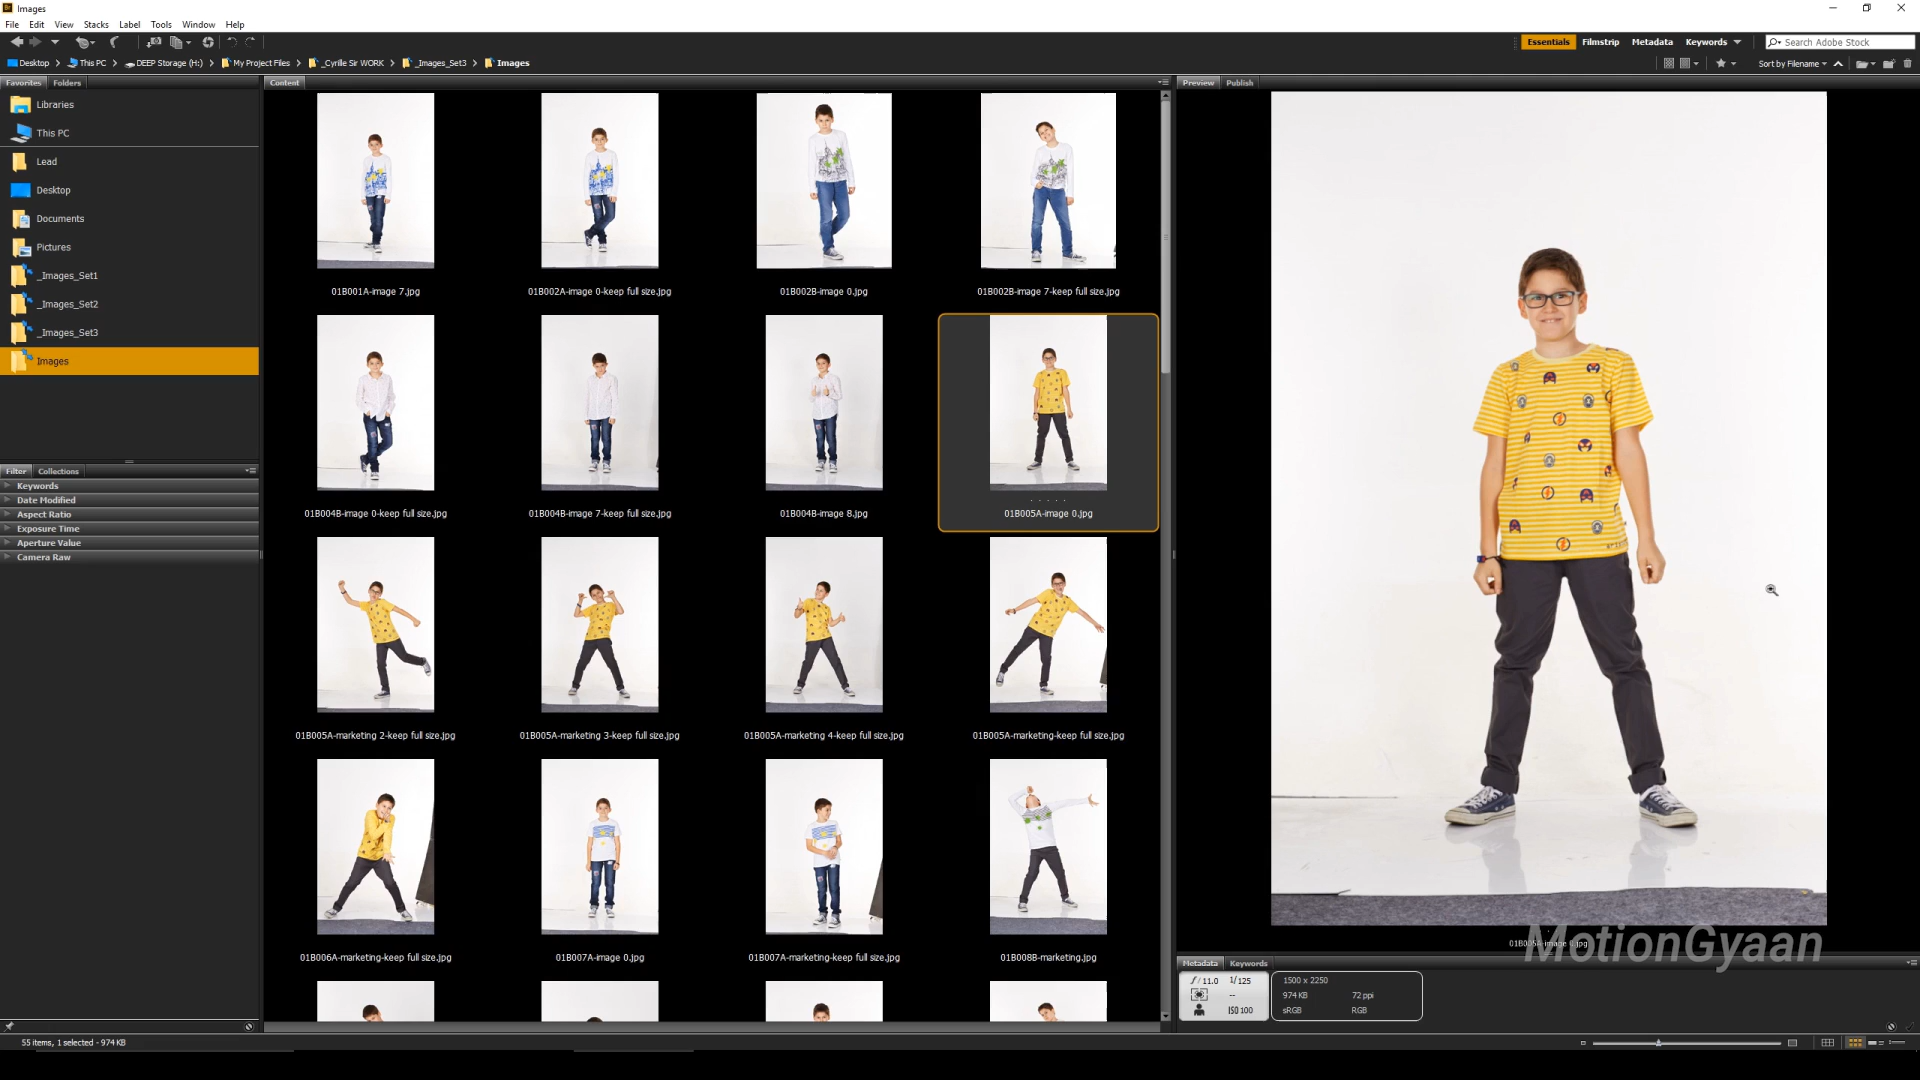 Br Images
File Edit View Stacks Label Tools Window Help
Essentials Filmstrip Metadata Keywords Search Adobe Stock
Desktop This PC DEEP Storage (H:) My Project Files _Cyrille Sir WORK _Images_Set3 Images Sort by Filename
Favorites Folders
Libraries
This PC
Lead
Desktop
Documents
Pictures
_Images_Set1
_Images_Set2
_Images_Set3
Images
Filter Collections
Keywords
Date Modified
Aspect Ratio
Exposure Time
Aperture Value
Camera Raw
Content
01B001A-image 7.jpg 01B002A-image 0-keep full size.jpg 01B002B-image 0.jpg 01B002B-image 7-keep full size.jpg
01B004B-image 0-keep full size.jpg 01B004B-image 7-keep full size.jpg 01B004B-image 8.jpg 01B005A-image 0.jpg
01B005A-marketing 2-keep full size.jpg 01B005A-marketing 3-keep full size.jpg 01B005A-marketing 4-keep full size.jpg 01B005A-marketing-keep full size.jpg
01B006A-marketing-keep full size.jpg 01B007A-image 0.jpg 01B007A-marketing-keep full size.jpg 01B008B-marketing.jpg
Preview Publish
01B005A-image 0.jpg
MotionGyaan
Metadata Keywords
f/11.0 1/125 1500 x 2250
-- 974 KB 72 ppi
ISO 100 sRGB RGB
55 items, 1 selected - 974 KB